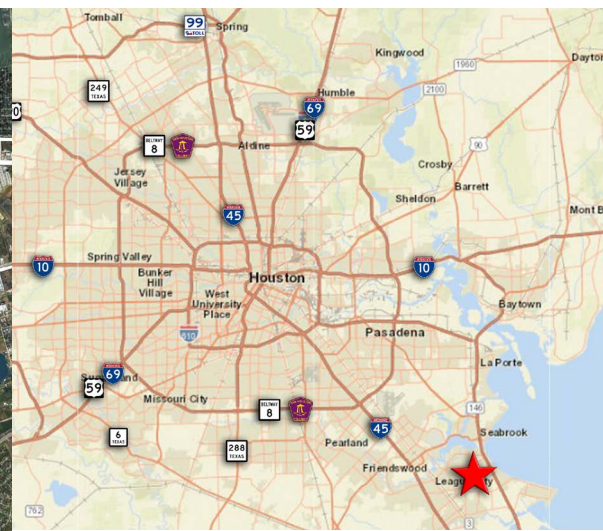 Tomball
99
TOLL
Spring
Kingwood
1960
Dayton
249
TEXAS
2100
Humble
69
59
BELTWAY
8
Aldine
90
Jersey
Village
Crosby
Barrett
Sheldon
45
Mont B
Spring Valley
10
10
Bunker
Hill
Village
Houston
West
University
Place
Baytown
610
Pasadena
La Porte
69
59
Missouri City
BELTWAY
8
146
6
TEXAS
288
TEXAS
45
Seabrook
Pearland
Friendswood
762
3